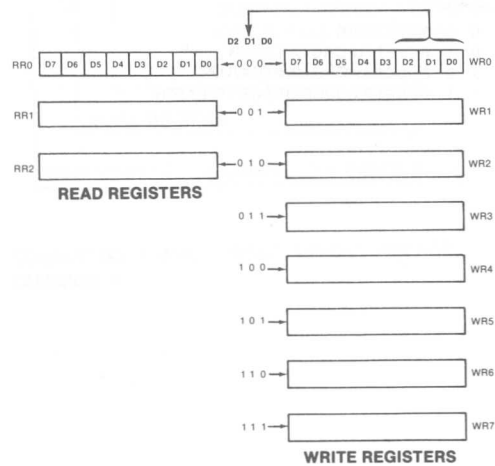 D2 D1 D0
RR0 D7 D6 D5 D4 D3 D2 D1 D0 0 0 0 D7 D6 D5 D4 D3 D2 D1 D0 WR0
RR1 0 0 1 WR1
RR2 0 1 0 WR2
READ REGISTERS
0 1 1 WR3
1 0 0 WR4
1 0 1 WR5
1 1 0 WR6
1 1 1 WR7
WRITE REGISTERS